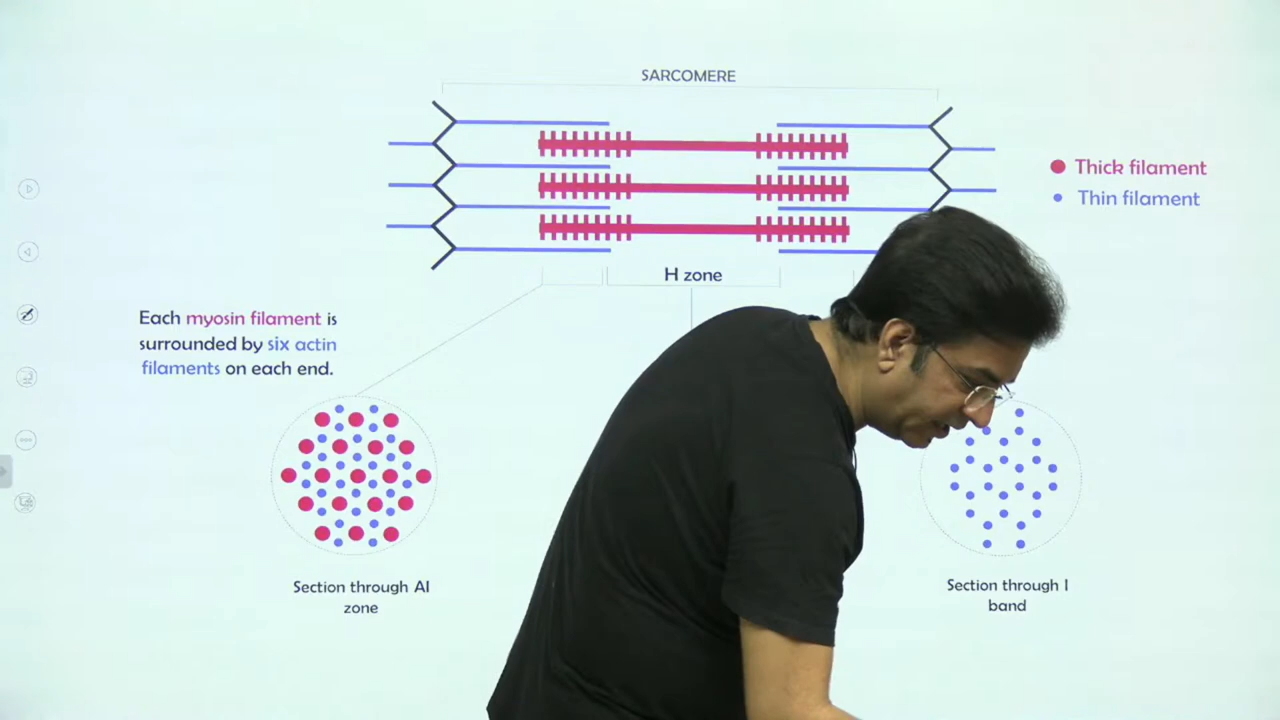 SARCOMERE
Thick filament
Thin filament
H zone
Each myosin filament is
surrounded by six actin
filaments on each end.
Section through AI
zone
Section through I
band